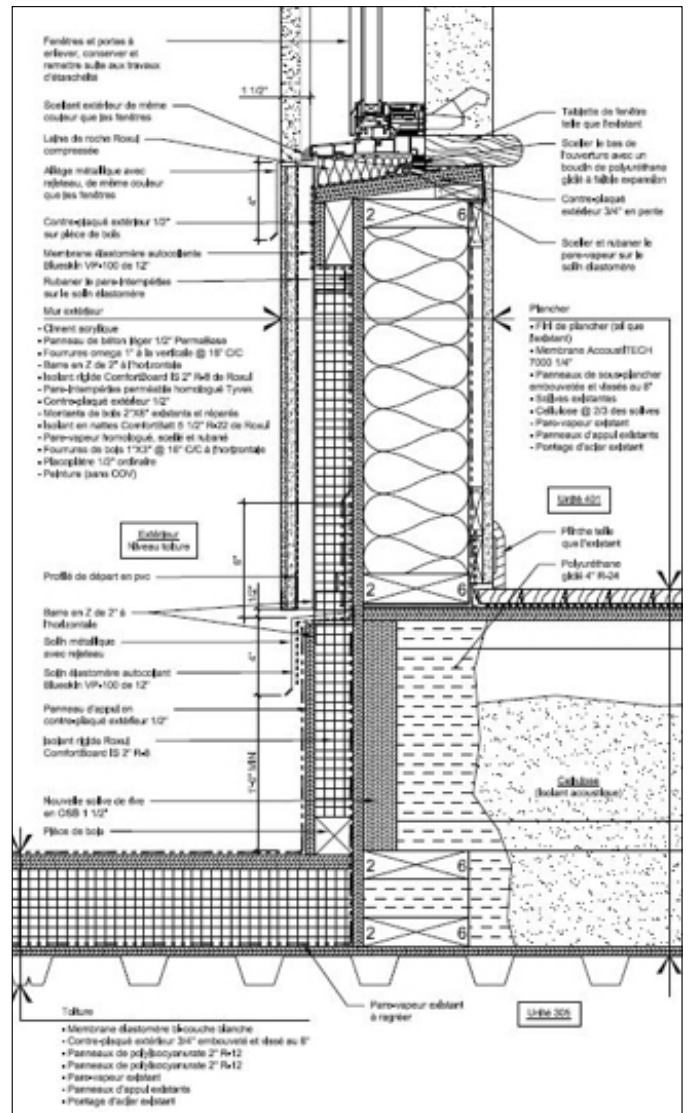 Fenêtres et portes à
enlever, conserver et
remettre suite aux travaux
d'étanchéité
Scellant extérieur de même
couleur que les fenêtres
Laine de roche Roxul
compressée
Allège métallique avec
rejeteau, de même couleur
que les fenêtres
Contre-plaqué extérieur 1/2"
sur pièce de bois
Membrane élastomère autocollante
Blueskin VP-100 de 12"
Rubaner le pare-intempéries
sur le solin élastomère
Mur extérieur
- Ciment acrylique
- Panneau de béton léger 1/2" PermaBase
- Fourrures omega 1" à la verticale @ 16" C/C
- Barre en Z de 2" à l'horizontale
- Isolant rigide ComfortBoard IS 2" R-8 de Roxul
- Pare-intempéries perméable homologué Tyvek
- Contre-plaqué extérieur 1/2"
- Montants de bois 2"X6" existants et réparés
- Isolant en nattes ComfortBatt 5 1/2" R-22 de Roxul
- Pare-vapeur homologué, scellé et rubané
- Fourrures de bois 1"X3" @ 16" C/C à l'horizontale
- Placoplâtre 1/2" ordinaire
- Peinture (sans COV)
Extérieur
Niveau toiture
Profilé de départ en pvc
Barre en Z de 2" à
l'horizontale
Solin métallique
avec rejeteau
Solin élastomère autocollant
Blueskin VP-100 de 12"
Panneau d'appui en
contre-plaqué extérieur 1/2"
Isolant rigide Roxul
ComfortBoard IS 2" R-8
Nouvelle solive de rive
en OSB 1 1/2"
Pièce de bois
1 1/2"
2 6
2 6
2 6
2 6
Tablette de fenêtre
telle que l'existant
Sceller le bas de
l'ouverture avec un
boudin de polyuréthane
giclé à faible expansion
Contre-plaqué
extérieur 3/4" en pente
Sceller et rubaner le
pare-vapeur sur le
solin élastomère
Plancher
- Fini de plancher (tel que
l'existant)
- Membrane AccoustiTECH
7000 1/4"
- Panneaux de sous-plancher
embouvetés et vissés au 8"
- Solives existantes
- Cellulose @ 2/3 des solives
- Pare-vapeur existant
- Panneaux d'appui existants
- Pontage d'acier existant
Unité 401
Plinthe telle
que l'existant
Polyuréthane
giclé 4" R-24
Cellulose
(Isolant acoustique)
Pare-vapeur existant
à ragréer
Unité 305
Toiture
- Membrane élastomère bi-couche blanche
- Contre-plaqué extérieur 3/4" embouveté et vissé au 8"
- Panneaux de polyisocyanurate 2" R-12
- Panneaux de polyisocyanurate 2" R-12
- Pare-vapeur existant
- Panneaux d'appui existants
- Pontage d'acier existant